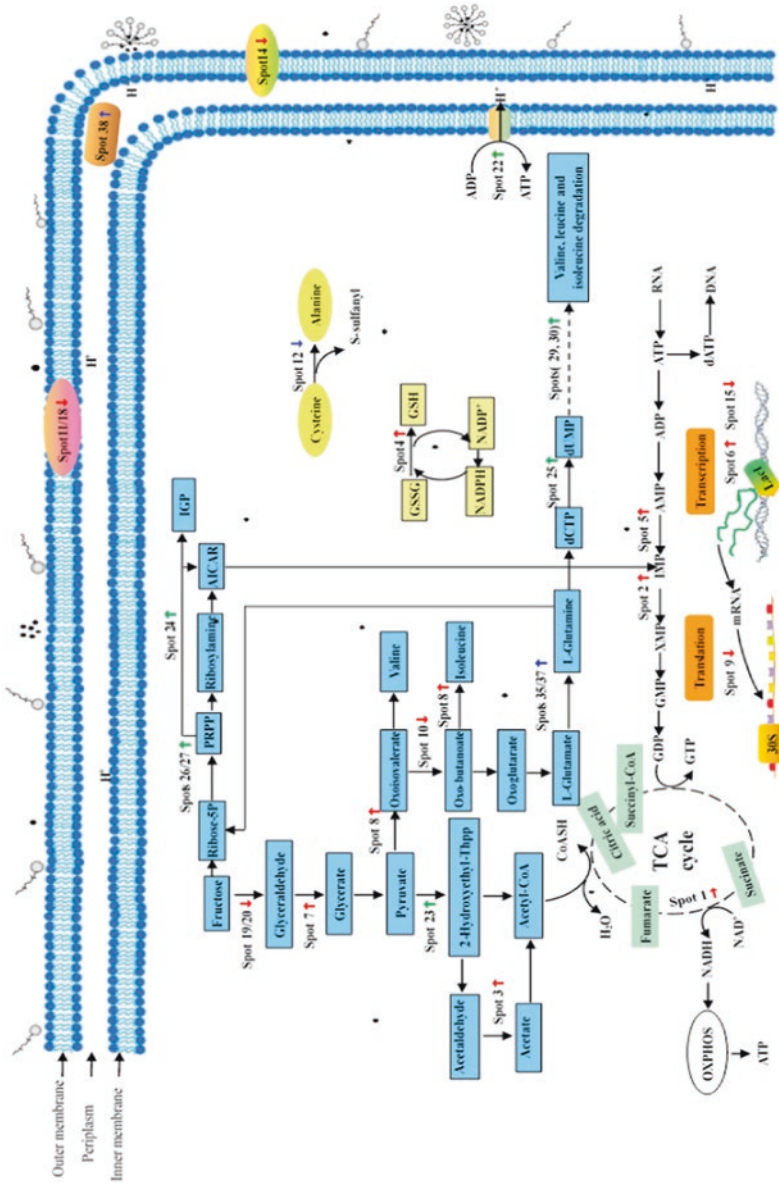 Outer membrane
Periplasm
Inner membrane
Spot11/18↓
Spot 38↑
Spot14↓
H⁺
H⁺
H
H⁺
H⁺
Fructose
Ribose-5P
Spots 26/27↑
PRPP
Ribosylamine
AICAR
Spot 24↑
IGP
Spot 19/20↓
Glyceraldehyde
Spot 7↑
Glycerate
Pyruvate
Spot 8↑
Oxoisovalerate
Valine
Spot 10↓
Oxo-butanoate
Spot 8↑
Isoleucine
Oxoglutarate
Spots 35/37↑
L-Glutamate
L-Glutamine
dCTP
Spot 25↑
dUMP
Spots( 29, 30)↑
Valine, leucine and
isoleucine degradation
Cysteine
Spot 12↓
Alanine
S-sulfanyl
Spot4↑
GSSG
GSH
NADPH
NADP⁺
ADP
Spot 22↑
ATP
Spot 23↑
2-Hydroxyethyl-Thpp
Acetaldehyde
Spot 3↑
Acetate
Acetyl-CoA
CoASH
H₂O
Citric acid
Succinyl-CoA
TCA
cycle
Fumarate
Sucinate
Spot 1↑
NADH
NAD⁺
OXPHOS
ATP
GTP
GDP
GMP
XMP
Spot 2↑
IMP
Spot 5↑
AMP
ADP
ATP
RNA
dATP
DNA
Translation
Transcription
Spot 9↓
mRNA
Spot 6↑
Spot 15↓
LacI
30S